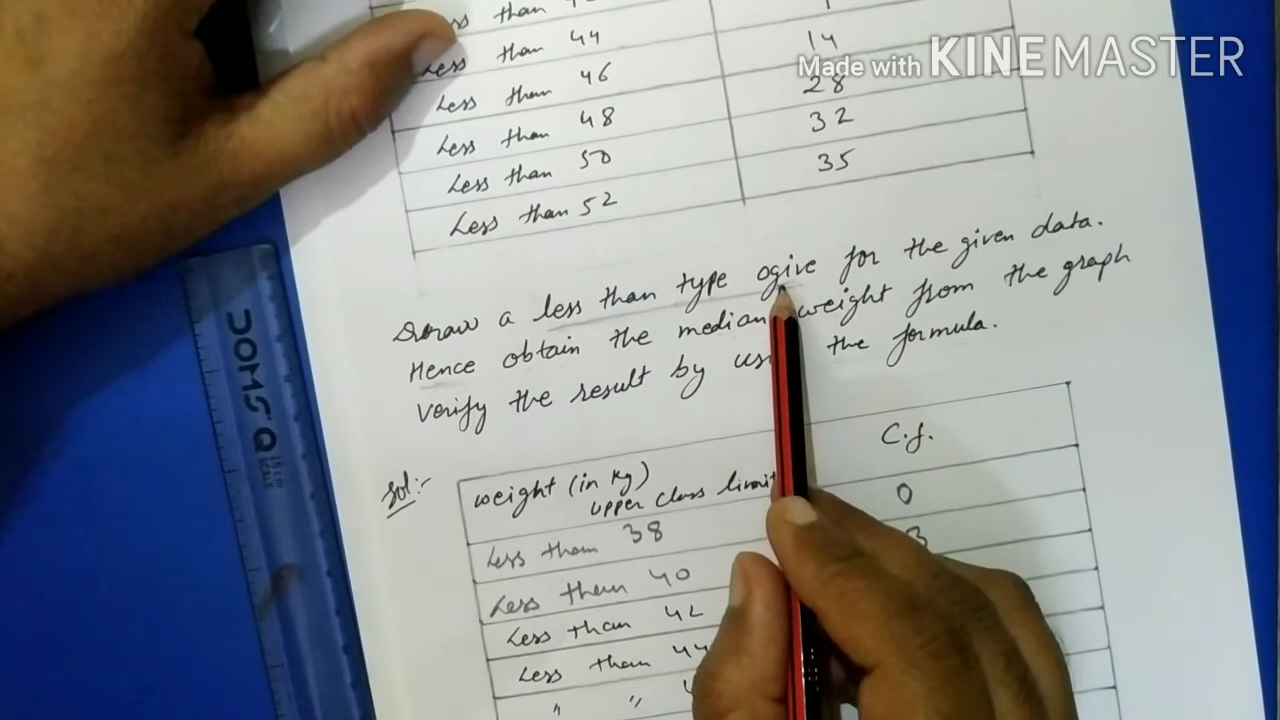 than
Less than 44
14
Made with KINEMASTER
Less than 46
28
Less than 48
32
Less than 50
35
Less than 52
Draw a less than type ogive for the given data.
Hence obtain the median weight from the graph
Verify the result by the formula.
Sol:-
weight (in kg)
upper class limit
C.f.
Less than 38
0
Less than 40
3
Less than 42
Less than 44
" "
DOMS Q